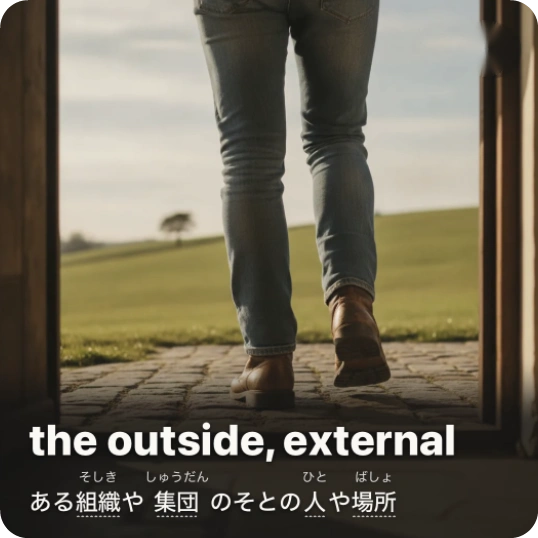 the outside, external
そしき しゅうだん ひと ばしょ
ある組織や 集団 のそとの人や場所